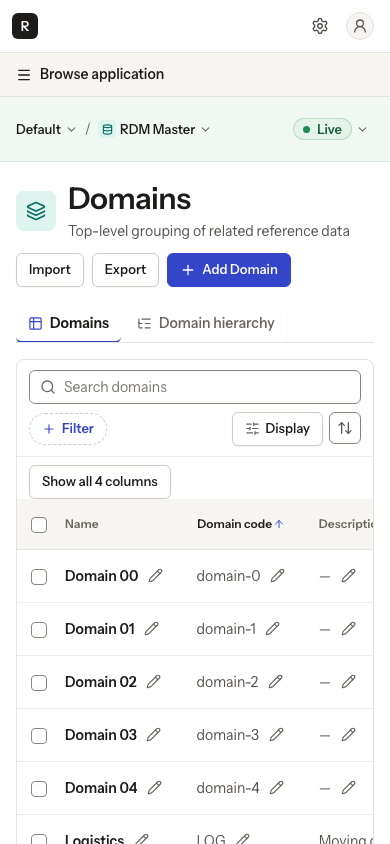 R
Browse application
Default / RDM Master Live
Domains
Top-level grouping of related reference data
Import Export + Add Domain
Domains Domain hierarchy
Search domains
+ Filter Display
Show all 4 columns
Name Domain code ↑ Descriptio
Domain 00 domain-0 —
Domain 01 domain-1 —
Domain 02 domain-2 —
Domain 03 domain-3 —
Domain 04 domain-4 —
Logistics LOG Moving